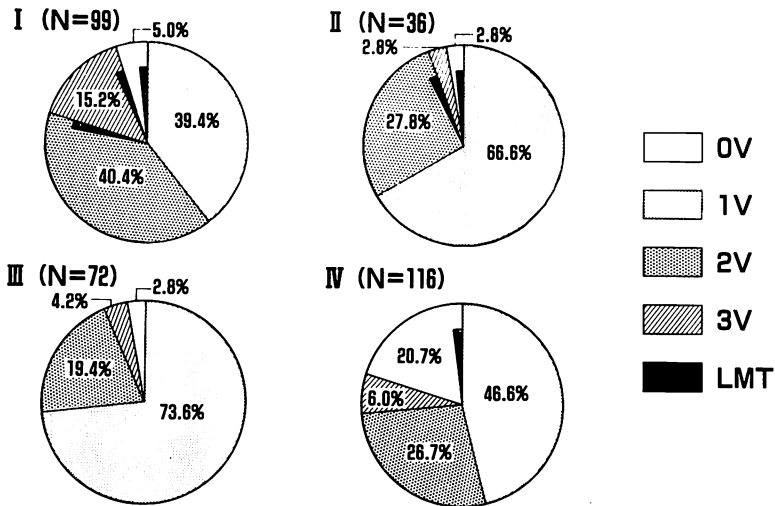 I (N=99)
5.0%
15.2%
39.4%
40.4%
II (N=36)
2.8%
2.8%
27.8%
66.6%
III (N=72)
4.2%
2.8%
19.4%
73.6%
IV (N=116)
20.7%
46.6%
6.0%
26.7%
0V
1V
2V
3V
LMT